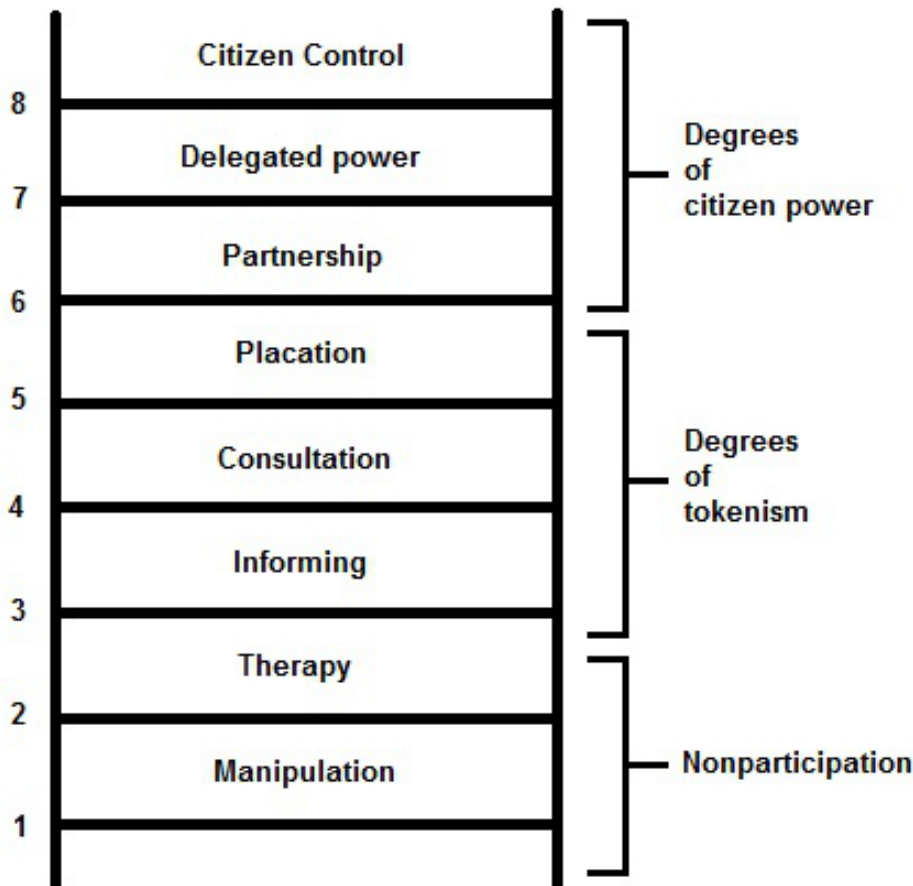 Citizen Control
8
Delegated power
7
Partnership
6
Placation
5
Consultation
4
Informing
3
Therapy
2
Manipulation
1
Degrees
of
citizen power
Degrees
of
tokenism
Nonparticipation